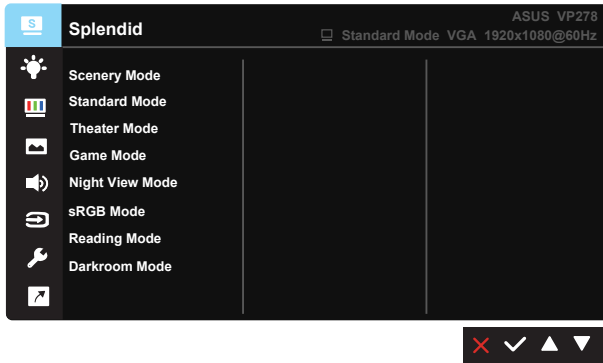 S
Splendid
ASUS VP278
Standard Mode VGA 1920x1080@60Hz
Scenery Mode
Standard Mode
Theater Mode
Game Mode
Night View Mode
sRGB Mode
Reading Mode
Darkroom Mode